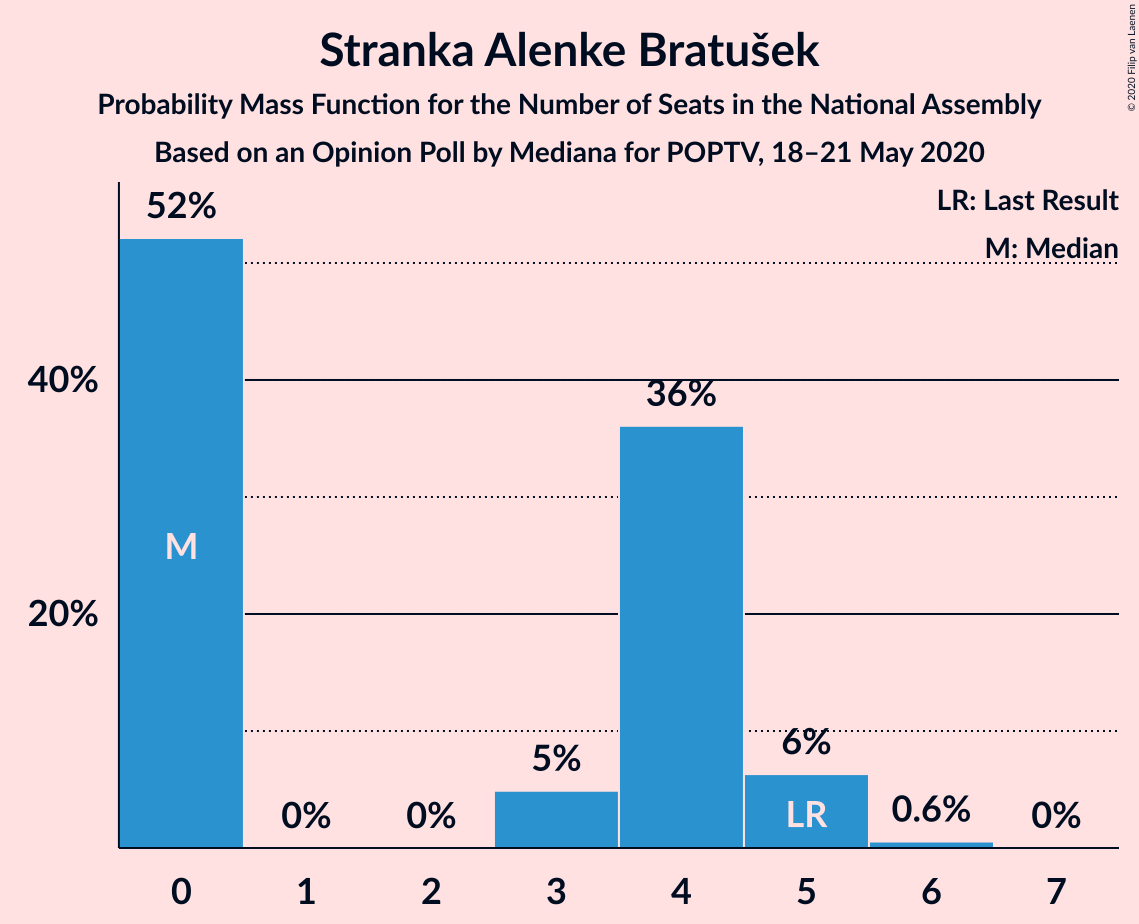 Stranka Alenke Bratušek
Probability Mass Function for the Number of Seats in the National Assembly
Based on an Opinion Poll by Mediana for POPTV, 18–21 May 2020
© 2020 Filip van Laenen
LR: Last Result
M: Median
52%
40%
36%
M
20%
5%
6%
0%
0%
LR
0.6%
0%
0
1
2
3
4
5
6
7